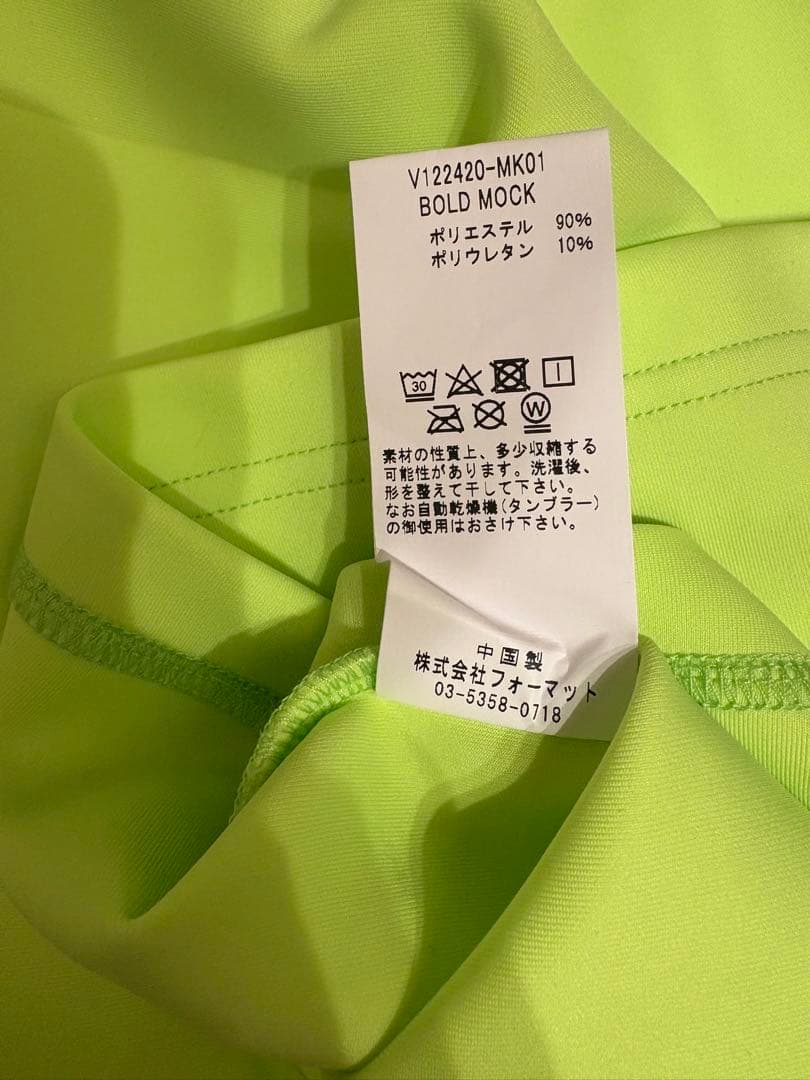 V122420-MK01
BOLD MOCK
ポリエステル 90%
ポリウレタン 10%
30
W
素材の性質上、多少収縮する
可能性があります。洗濯後、
形を整えて干して下さい。
なお自動乾燥機(タンブラー)
の御使用はおさけ下さい。
中国製
株式会社フォーマット
03-5358-0718